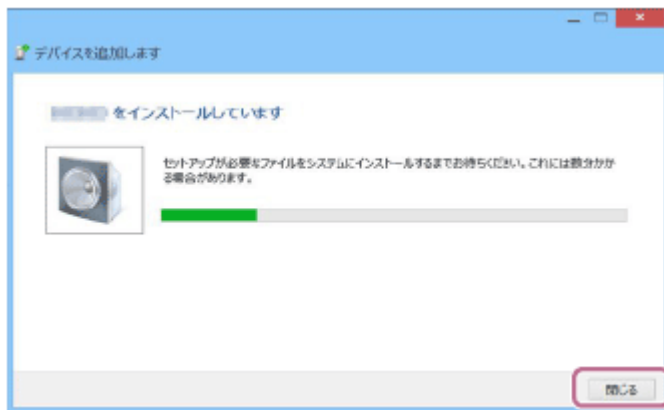 デバイスを追加します
をインストールしています
セットアップが必要なファイルをシステムにインストールするまでお待ちください。これには数分かか
る場合があります。
閉じる